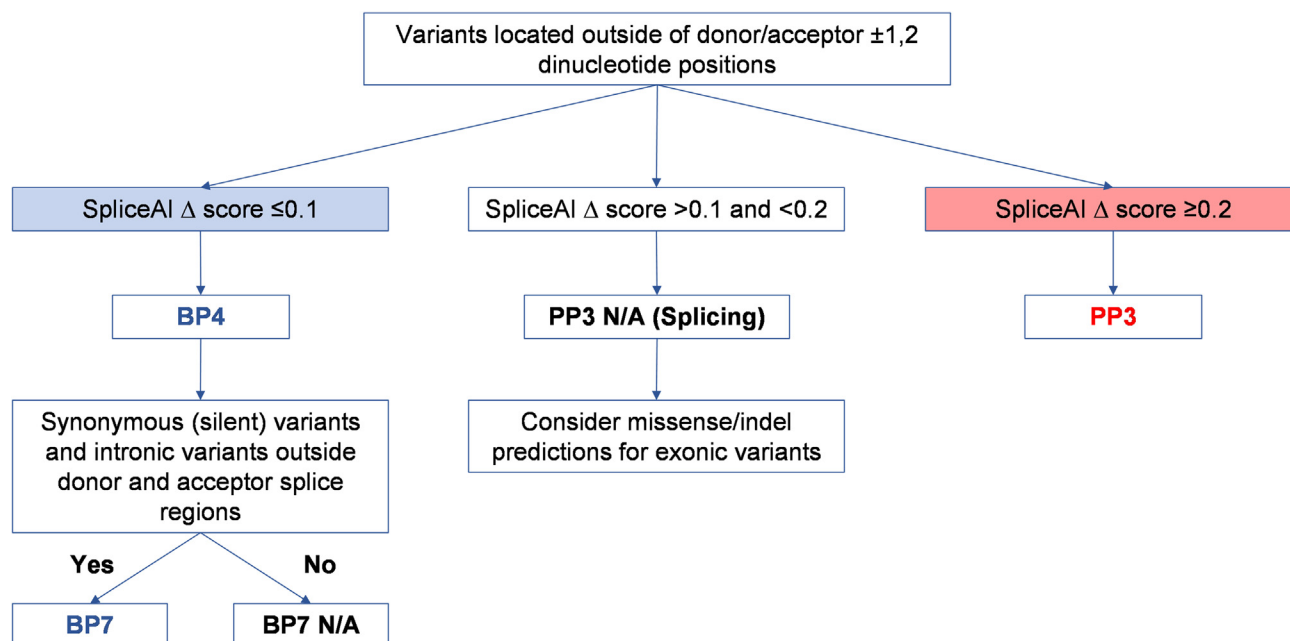 Variants located outside of donor/acceptor ±1,2
dinucleotide positions
SpliceAI Δ score ≤0.1
SpliceAI Δ score >0.1 and <0.2
SpliceAI Δ score ≥0.2
BP4
PP3 N/A (Splicing)
PP3
Synonymous (silent) variants
and intronic variants outside
donor and acceptor splice
regions
Consider missense/indel
predictions for exonic variants
Yes
No
BP7
BP7 N/A